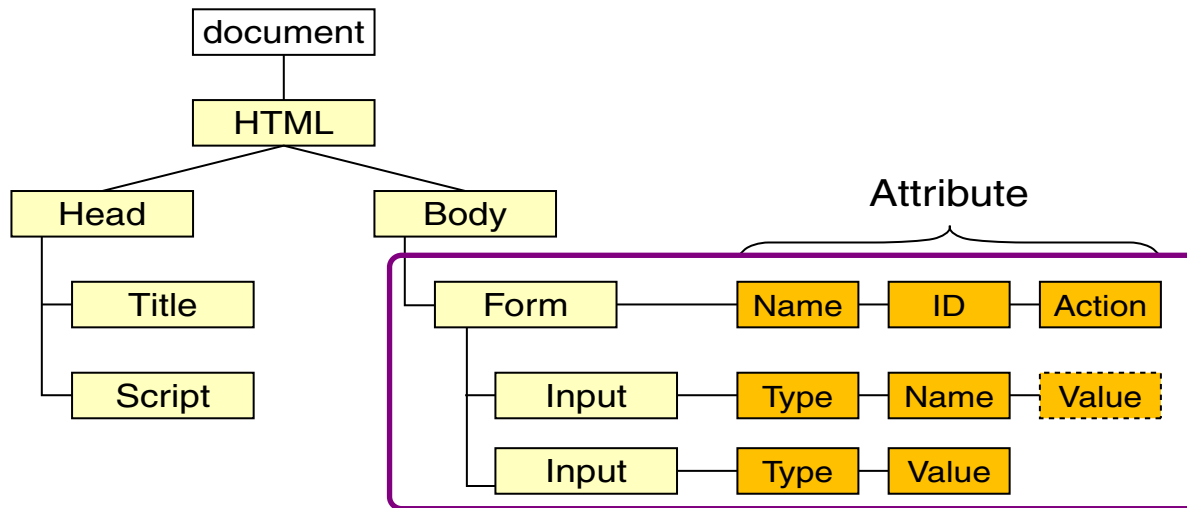 document
HTML
Head
Body
Attribute
Title
Form
Name
ID
Action
Script
Input
Type
Name
Value
Input
Type
Value